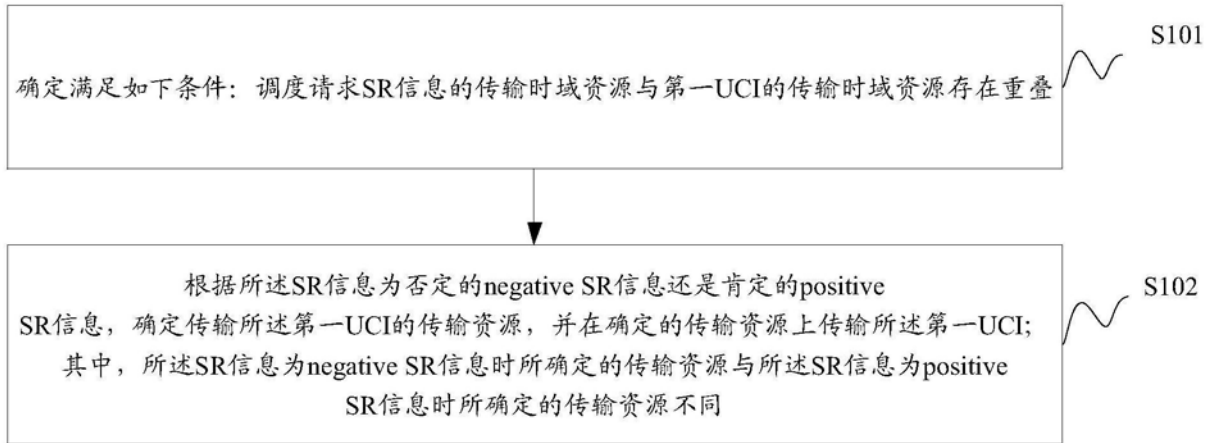 确定满足如下条件：调度请求SR信息的传输时域资源与第一UCI的传输时域资源存在重叠
S101
根据所述SR信息为否定的negative SR信息还是肯定的positive
SR信息，确定传输所述第一UCI的传输资源，并在确定的传输资源上传输所述第一UCI;
其中，所述SR信息为negative SR信息时所确定的传输资源与所述SR信息为positive
SR信息时所确定的传输资源不同
S102